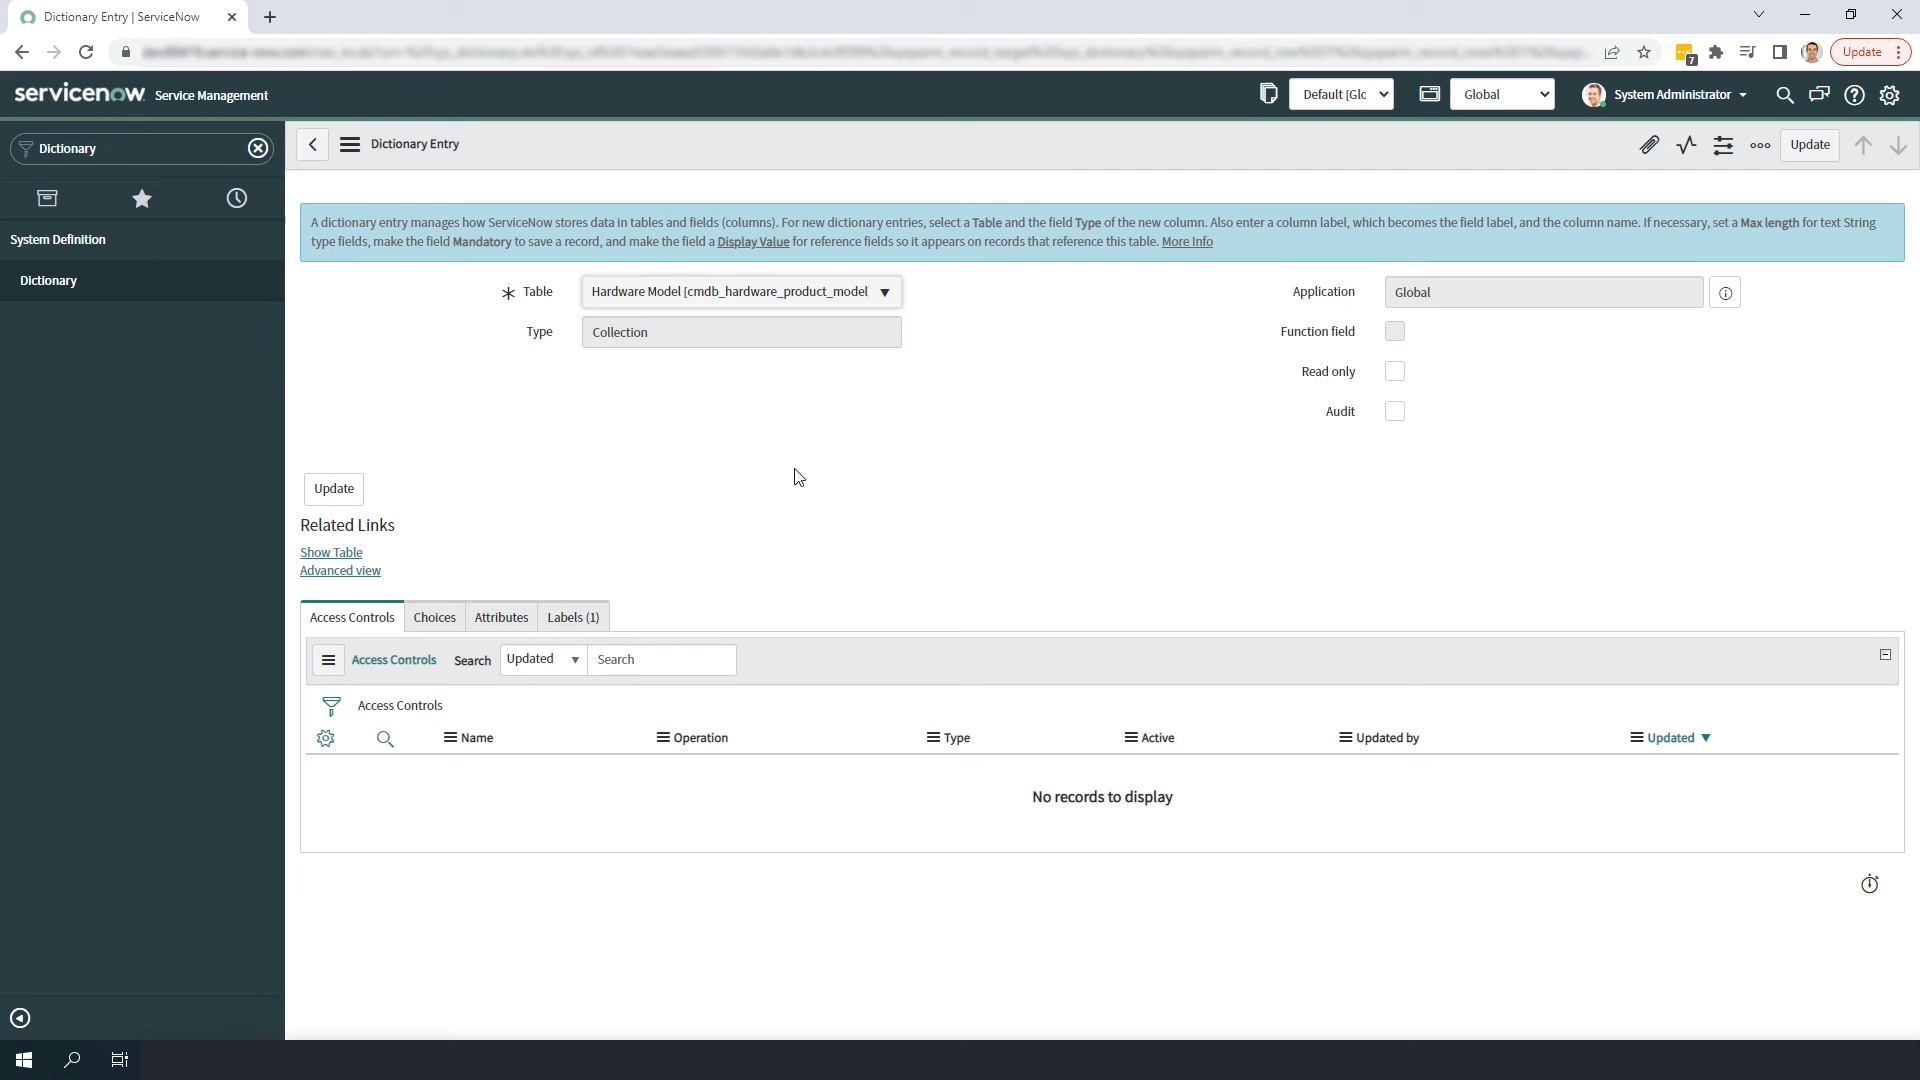 Dictionary Entry | ServiceNow
7
Update
servicenow Service Management
Default [Glc
Global
System Administrator
Dictionary
Dictionary Entry
Update
System Definition
Dictionary
A dictionary entry manages how ServiceNow stores data in tables and fields (columns). For new dictionary entries, select a Table and the field Type of the new column. Also enter a column label, which becomes the field label, and the column name. If necessary, set a Max length for text String
type fields, make the field Mandatory to save a record, and make the field a Display Value for reference fields so it appears on records that reference this table. More Info
Table
Hardware Model [cmdb_hardware_product_model]
Application
Global
Type
Collection
Function field
Read only
Audit
Update
Related Links
Show Table
Advanced view
Access Controls
Choices
Attributes
Labels (1)
Access Controls
Search
Updated
Search
Access Controls
Name
Operation
Type
Active
Updated by
Updated
No records to display